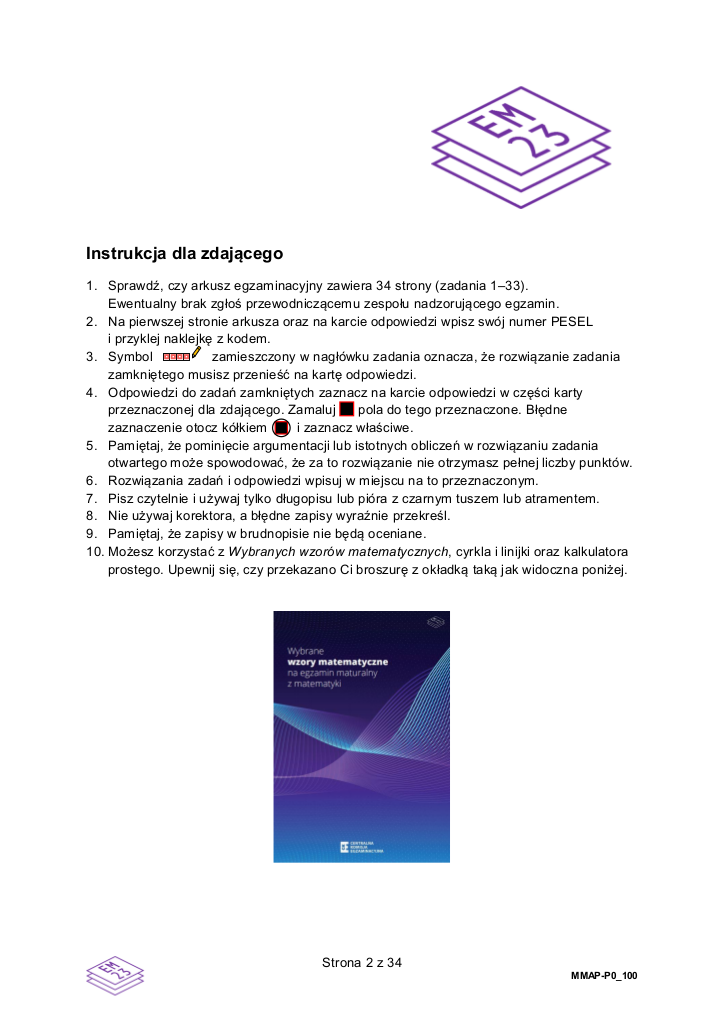 EM
23
Instrukcja dla zdającego
1. Sprawdź, czy arkusz egzaminacyjny zawiera 34 strony (zadania 1–33).
Ewentualny brak zgłoś przewodniczącemu zespołu nadzorującego egzamin.
2. Na pierwszej stronie arkusza oraz na karcie odpowiedzi wpisz swój numer PESEL
i przyklej naklejkę z kodem.
3. Symbol zamieszczony w nagłówku zadania oznacza, że rozwiązanie zadania
zamkniętego musisz przenieść na kartę odpowiedzi.
4. Odpowiedzi do zadań zamkniętych zaznacz na karcie odpowiedzi w części karty
przeznaczonej dla zdającego. Zamaluj pola do tego przeznaczone. Błędne
zaznaczenie otocz kółkiem i zaznacz właściwe.
5. Pamiętaj, że pominięcie argumentacji lub istotnych obliczeń w rozwiązaniu zadania
otwartego może spowodować, że za to rozwiązanie nie otrzymasz pełnej liczby punktów.
6. Rozwiązania zadań i odpowiedzi wpisuj w miejscu na to przeznaczonym.
7. Pisz czytelnie i używaj tylko długopisu lub pióra z czarnym tuszem lub atramentem.
8. Nie używaj korektora, a błędne zapisy wyraźnie przekreśl.
9. Pamiętaj, że zapisy w brudnopisie nie będą oceniane.
10. Możesz korzystać z Wybranych wzorów matematycznych, cyrkla i linijki oraz kalkulatora
prostego. Upewnij się, czy przekazano Ci broszurę z okładką taką jak widoczna poniżej.
Wybrane
wzory matematyczne
na egzamin maturalny
z matematyki
CENTRALNA
KOMISJA
EGZAMINACYJNA
EM
23
Strona 2 z 34
MMAP-P0_100